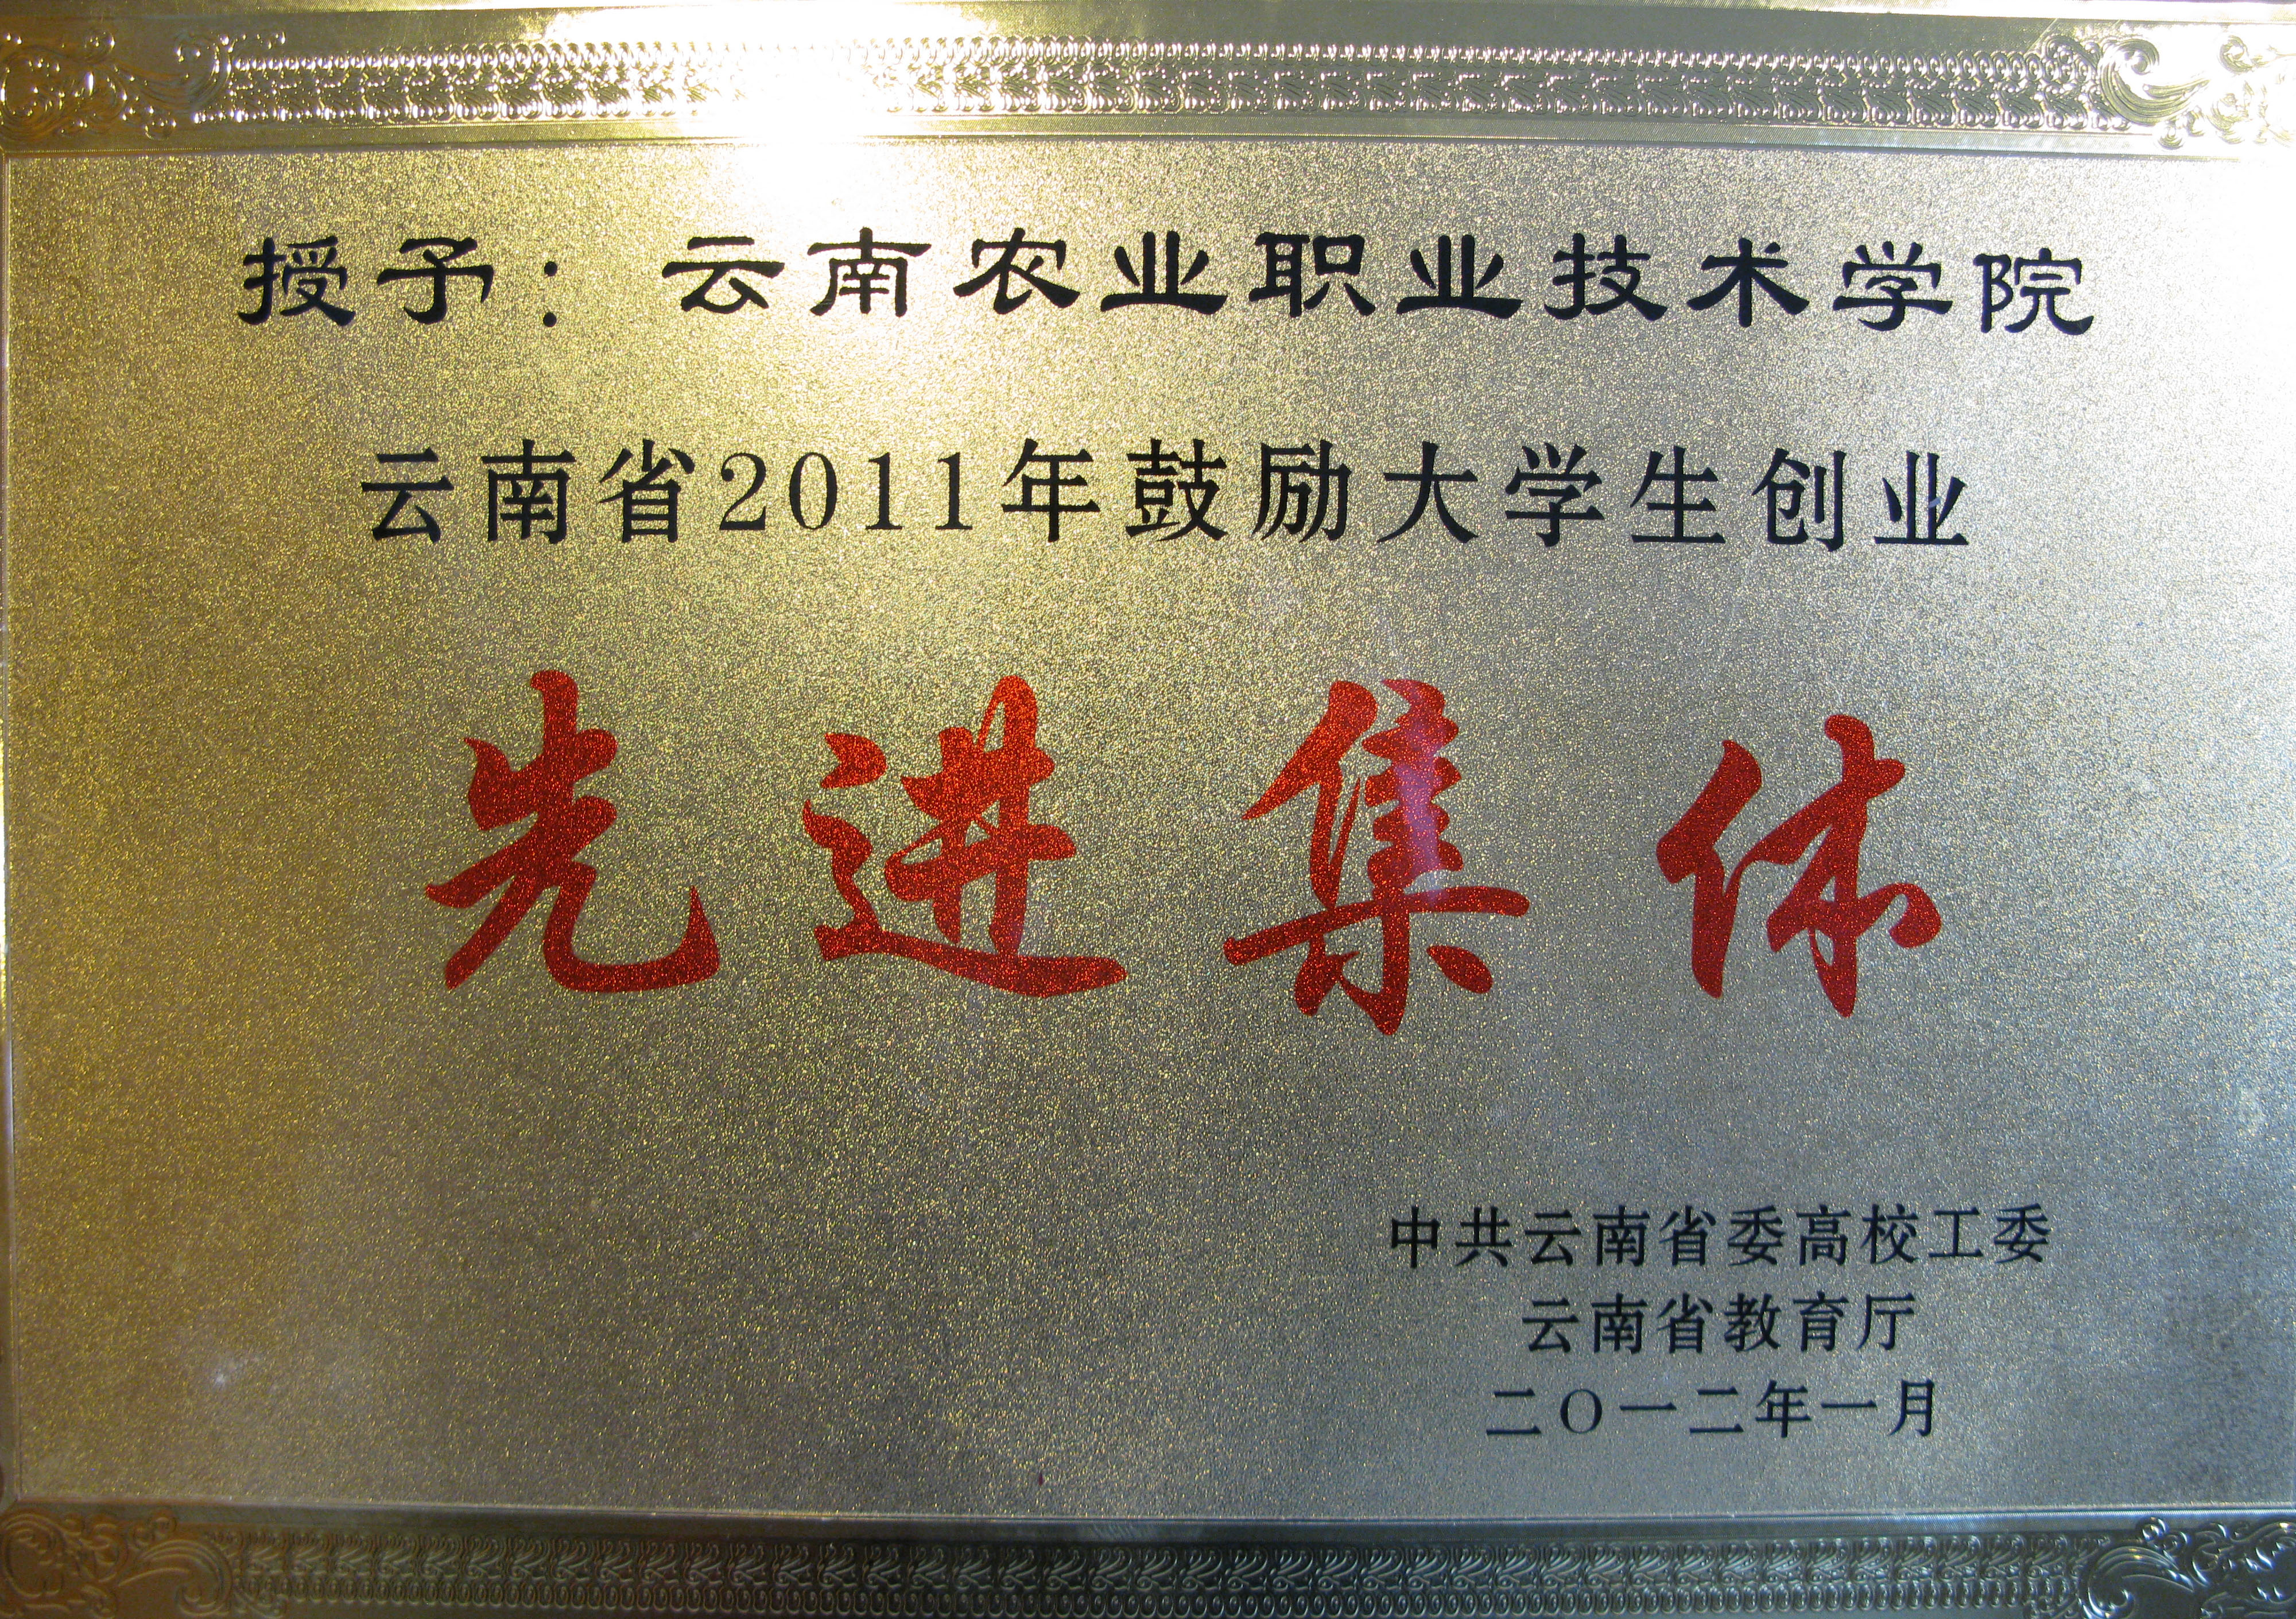 授予：云南农业职业技术学院
云南省2011年鼓励大学生创业
先进集体
中共云南省委高校工委
云南省教育厅
二〇一二年一月